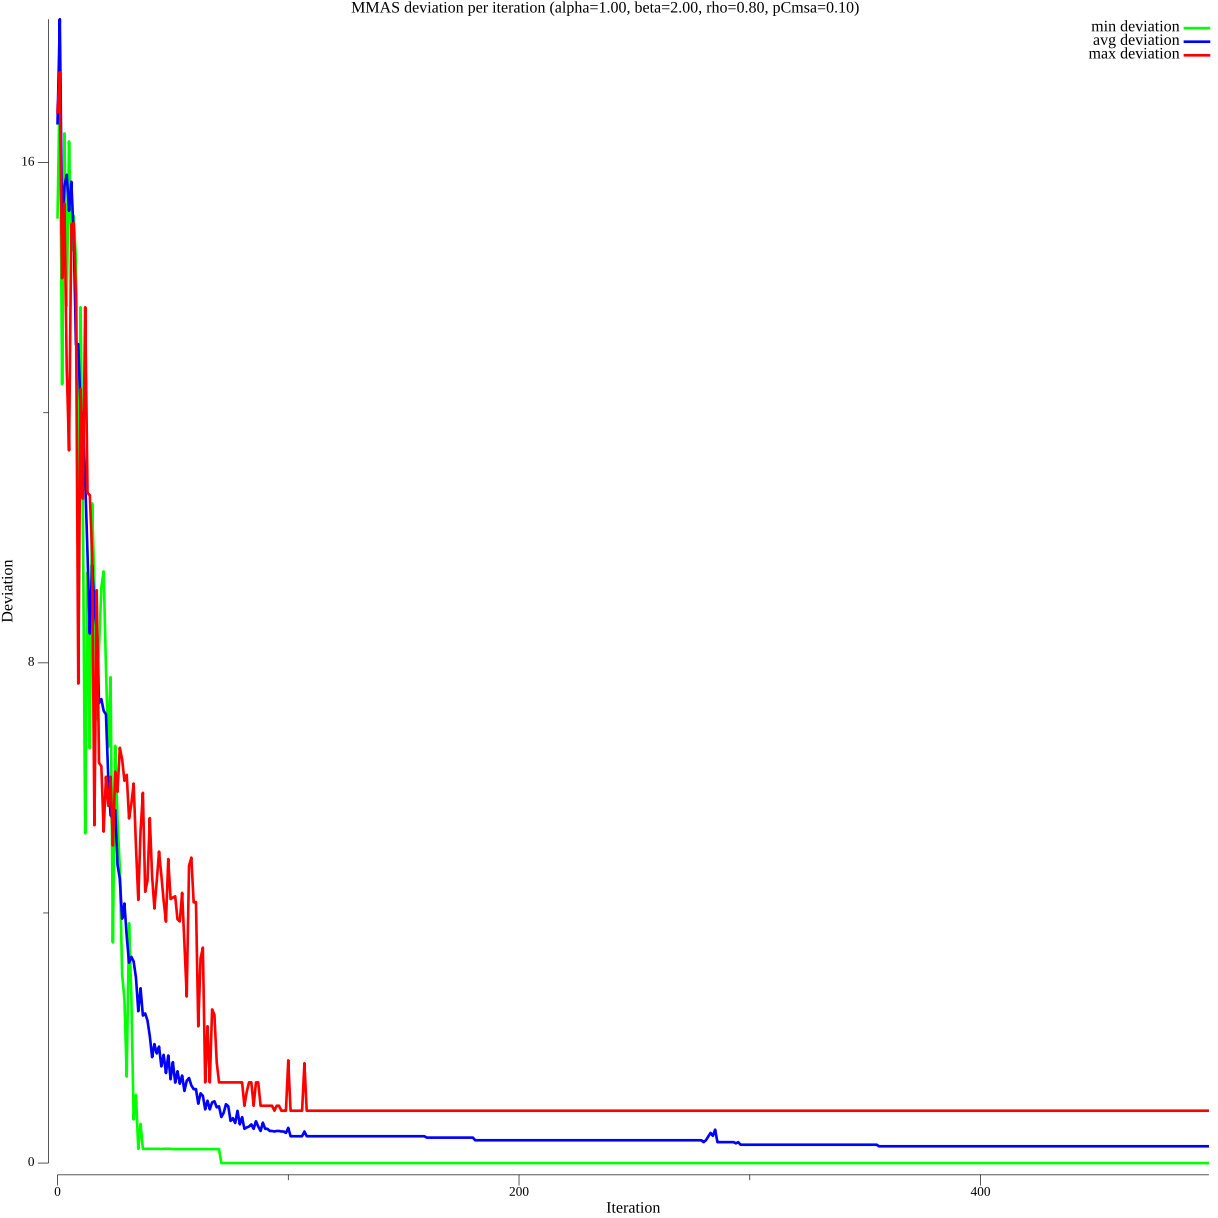 MMAS deviation per iteration (alpha=1.00, beta=2.00, rho=0.80, pCmsa=0.10)
min deviation
avg deviation
max deviation
16
8
0
Deviation
0
200
400
Iteration